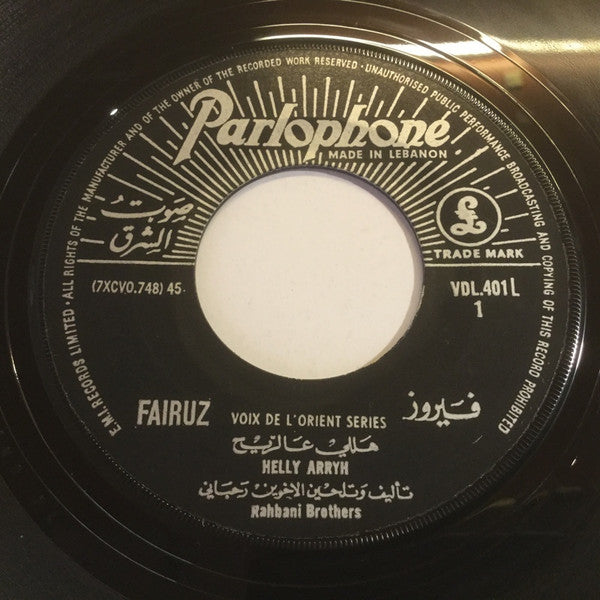 E.M.I. RECORDS LIMITED · ALL RIGHTS OF THE MANUFACTURER AND OF THE OWNER OF THE RECORDED WORK RESERVED · UNAUTHORISED PUBLIC PERFORMANCE BROADCASTING AND COPYING OF THIS RECORD PROHIBITED
Parlophone
MADE IN LEBANON
صوت
الشرق
£
TRADE MARK
(7XCVO.748) 45
VDL.401 L
1
FAIRUZ VOIX DE L'ORIENT SERIES فيروز
هللي عالريح
HELLY ARRYH
تأليف وتلحين الاخوين رحباني
Rahbani Brothers